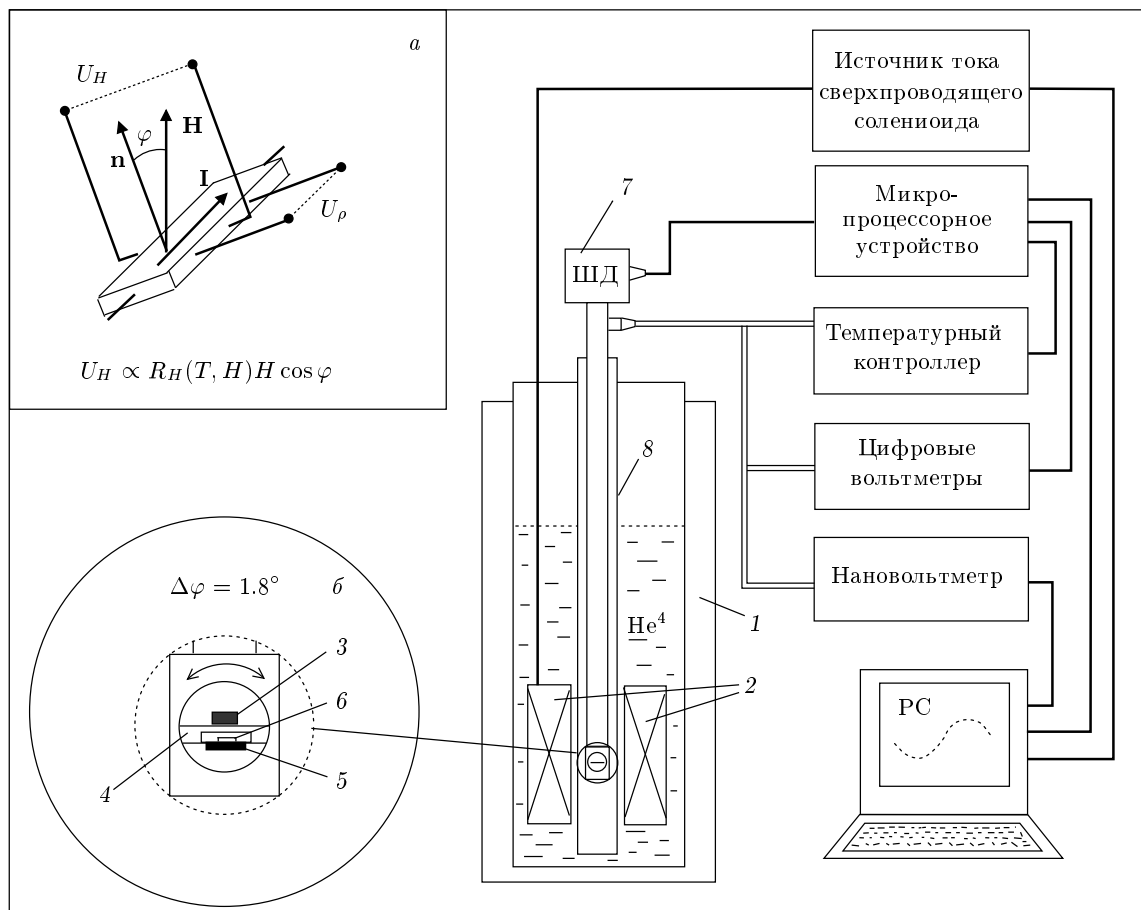 а
U_H
φ
H
n
I
U_ρ
U_H ∝ R_H(T, H)H cos φ
Источник тока
сверхпроводящего
солениоида
7
Микро-
процессорное
устройство
ШД
Температурный
контроллер
8
Цифровые
вольтметры
Нановольтметр
1
He⁴
2
PC
Δφ = 1.8°
б
3
6
4
5